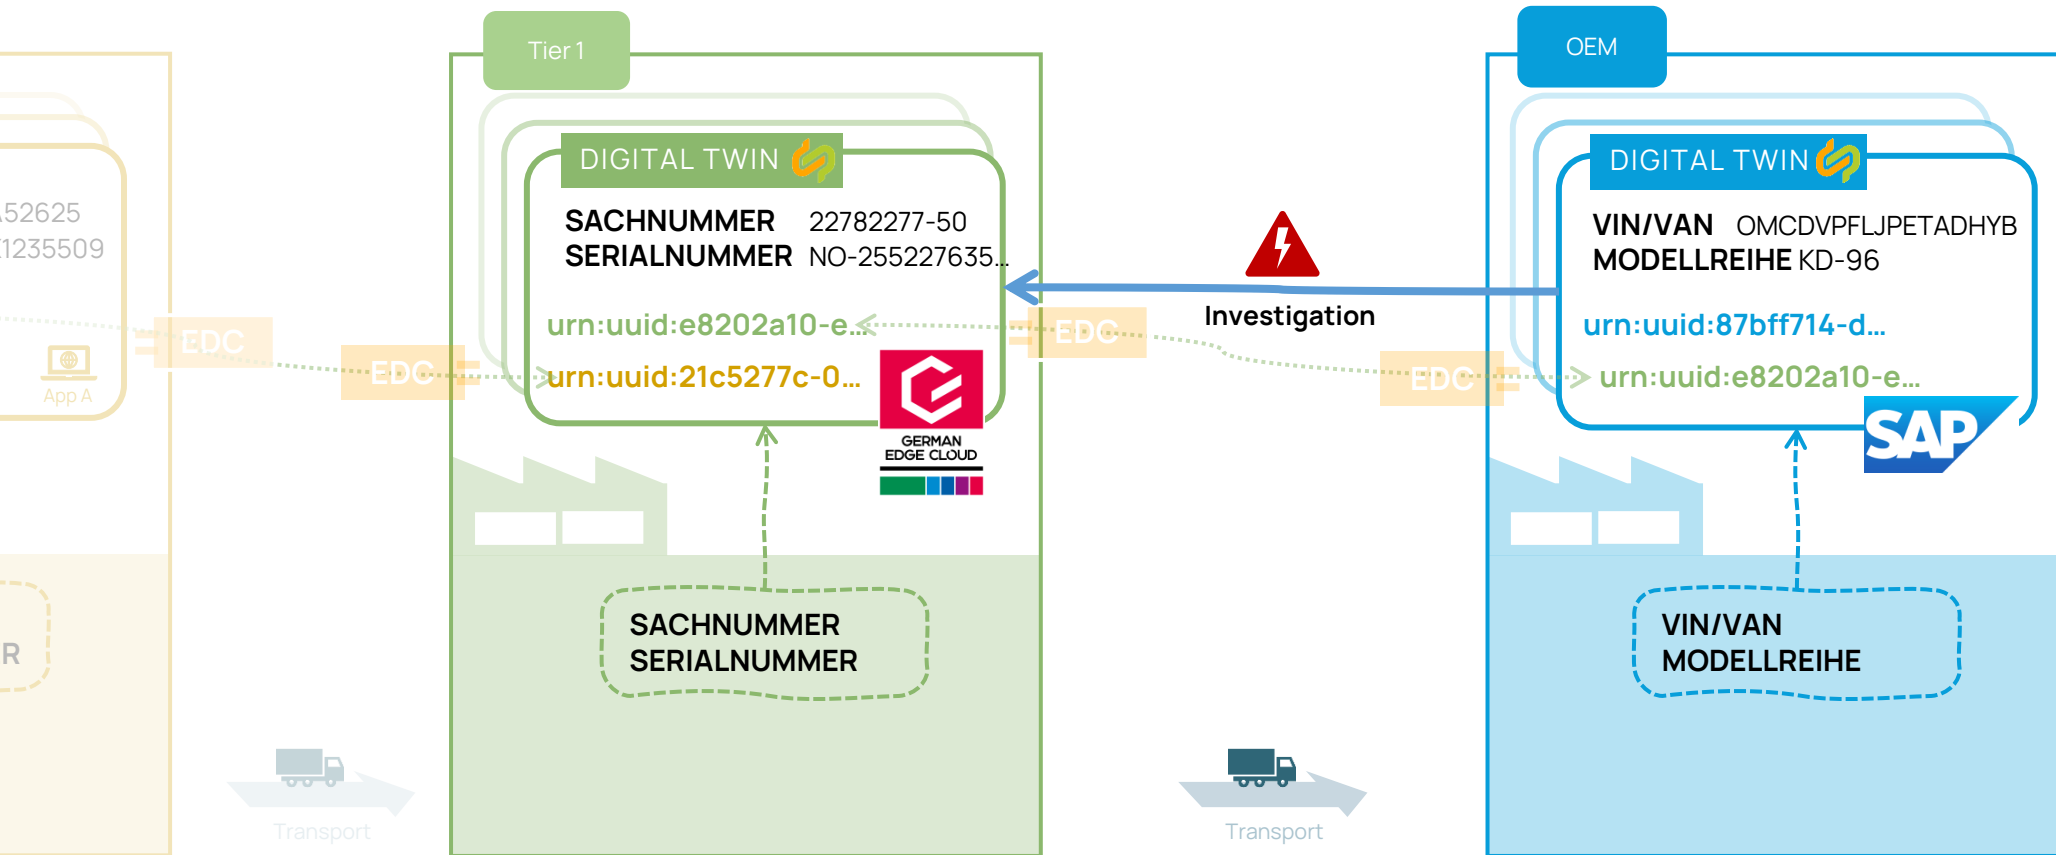 Tier 1
OEM
DIGITAL TWIN
DIGITAL TWIN
52625
1235509
App A
R
EDC
EDC
SACHNUMMER 22782277-50
SERIALNUMMER NO-255227635...
urn:uuid:e8202a10-e...
urn:uuid:21c5277c-0...
GERMAN
EDGE CLOUD
SACHNUMMER
SERIALNUMMER
Investigation
EDC
EDC
VIN/VAN OMCDVPFLJPETADHYB
MODELLREIHE KD-96
urn:uuid:87bff714-d...
urn:uuid:e8202a10-e...
SAP
VIN/VAN
MODELLREIHE
Transport
Transport